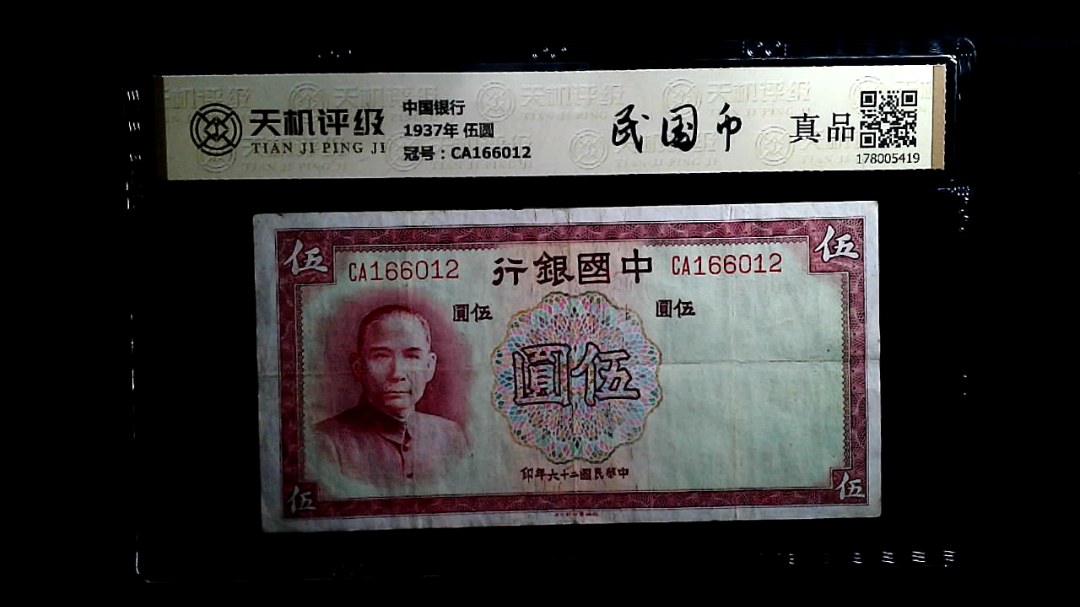 天机评级
TIAN JI PING JI
中国银行
1937年 伍圆
冠号：CA166012
民国币
真品
178005419
伍
伍
CA166012
行銀國中
CA166012
圓伍
圓伍
圓伍
印年六十二國民華中
伍
伍